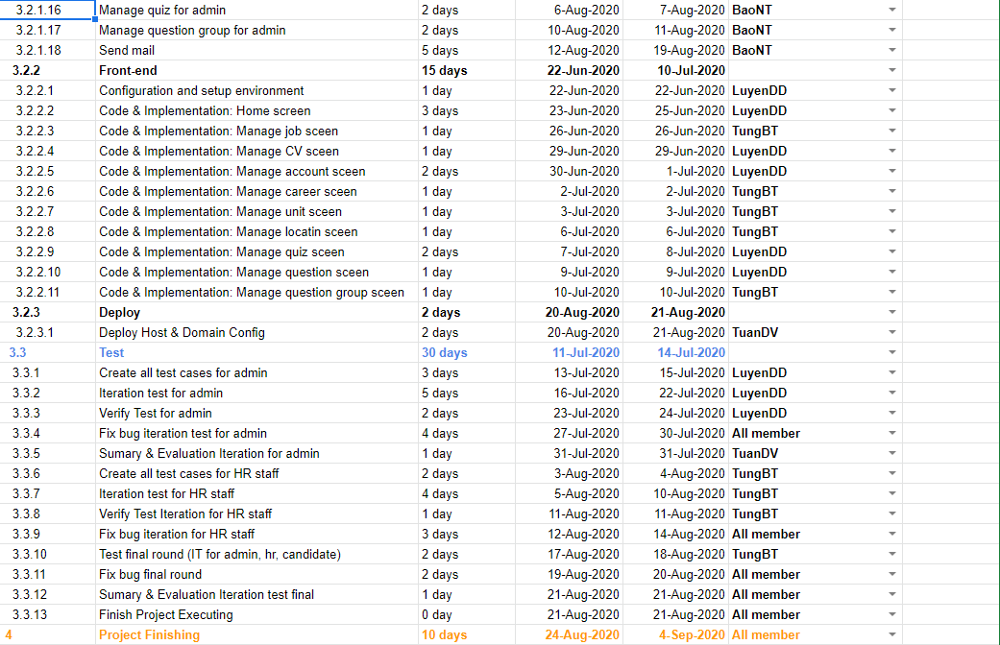 3.2.1.16 Manage quiz for admin 2 days 6-Aug-2020 7-Aug-2020 BaoNT
3.2.1.17 Manage question group for admin 2 days 10-Aug-2020 11-Aug-2020 BaoNT
3.2.1.18 Send mail 5 days 12-Aug-2020 19-Aug-2020 BaoNT
3.2.2 Front-end 15 days 22-Jun-2020 10-Jul-2020
3.2.2.1 Configuration and setup environment 1 day 22-Jun-2020 22-Jun-2020 LuyenDD
3.2.2.2 Code & Implementation: Home screen 3 days 23-Jun-2020 25-Jun-2020 LuyenDD
3.2.2.3 Code & Implementation: Manage job sceen 1 day 26-Jun-2020 26-Jun-2020 TungBT
3.2.2.4 Code & Implementation: Manage CV sceen 1 day 29-Jun-2020 29-Jun-2020 LuyenDD
3.2.2.5 Code & Implementation: Manage account sceen 2 days 30-Jun-2020 1-Jul-2020 LuyenDD
3.2.2.6 Code & Implementation: Manage career sceen 1 day 2-Jul-2020 2-Jul-2020 TungBT
3.2.2.7 Code & Implementation: Manage unit sceen 1 day 3-Jul-2020 3-Jul-2020 TungBT
3.2.2.8 Code & Implementation: Manage locatin sceen 1 day 6-Jul-2020 6-Jul-2020 TungBT
3.2.2.9 Code & Implementation: Manage quiz sceen 2 days 7-Jul-2020 8-Jul-2020 LuyenDD
3.2.2.10 Code & Implementation: Manage question sceen 1 day 9-Jul-2020 9-Jul-2020 LuyenDD
3.2.2.11 Code & Implementation: Manage question group sceen 1 day 10-Jul-2020 10-Jul-2020 TungBT
3.2.3 Deploy 2 days 20-Aug-2020 21-Aug-2020
3.2.3.1 Deploy Host & Domain Config 2 days 20-Aug-2020 21-Aug-2020 TuanDV
3.3 Test 30 days 11-Jul-2020 14-Jul-2020
3.3.1 Create all test cases for admin 3 days 13-Jul-2020 15-Jul-2020 LuyenDD
3.3.2 Iteration test for admin 5 days 16-Jul-2020 22-Jul-2020 LuyenDD
3.3.3 Verify Test for admin 2 days 23-Jul-2020 24-Jul-2020 LuyenDD
3.3.4 Fix bug iteration test for admin 4 days 27-Jul-2020 30-Jul-2020 All member
3.3.5 Sumary & Evaluation Iteration for admin 1 day 31-Jul-2020 31-Jul-2020 TuanDV
3.3.6 Create all test cases for HR staff 2 days 3-Aug-2020 4-Aug-2020 TungBT
3.3.7 Iteration test for HR staff 4 days 5-Aug-2020 10-Aug-2020 TungBT
3.3.8 Verify Test Iteration for HR staff 1 day 11-Aug-2020 11-Aug-2020 TungBT
3.3.9 Fix bug iteration for HR staff 3 days 12-Aug-2020 14-Aug-2020 All member
3.3.10 Test final round (IT for admin, hr, candidate) 2 days 17-Aug-2020 18-Aug-2020 TungBT
3.3.11 Fix bug final round 2 days 19-Aug-2020 20-Aug-2020 All member
3.3.12 Sumary & Evaluation Iteration test final 1 day 21-Aug-2020 21-Aug-2020 All member
3.3.13 Finish Project Executing 0 day 21-Aug-2020 21-Aug-2020 All member
4 Project Finishing 10 days 24-Aug-2020 4-Sep-2020 All member